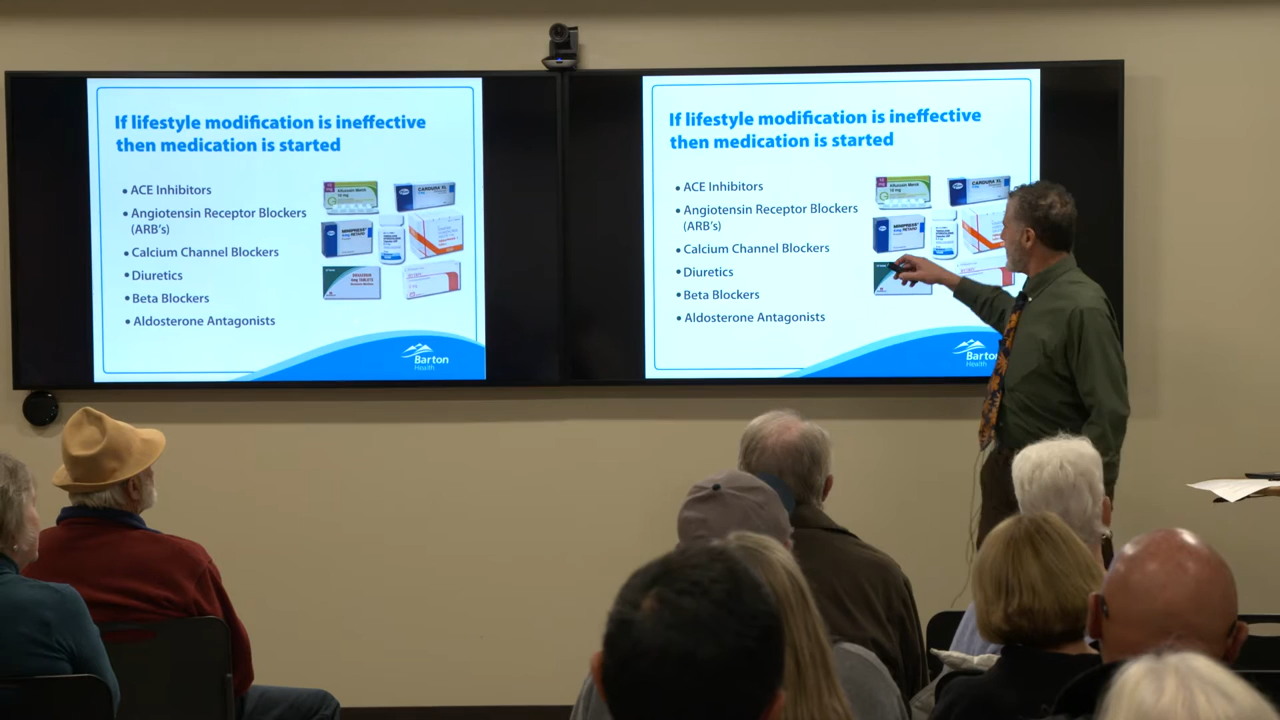 If lifestyle modification is ineffective
then medication is started
• ACE Inhibitors
• Angiotensin Receptor Blockers
(ARB's)
• Calcium Channel Blockers
• Diuretics
• Beta Blockers
• Aldosterone Antagonists
CARDURA XL
MINIPRESS
Barton
Health
If lifestyle modification is ineffective
then medication is started
• ACE Inhibitors
• Angiotensin Receptor Blockers
(ARB's)
• Calcium Channel Blockers
• Diuretics
• Beta Blockers
• Aldosterone Antagonists
CARDURA XL
MINIPRESS
Barton
Health